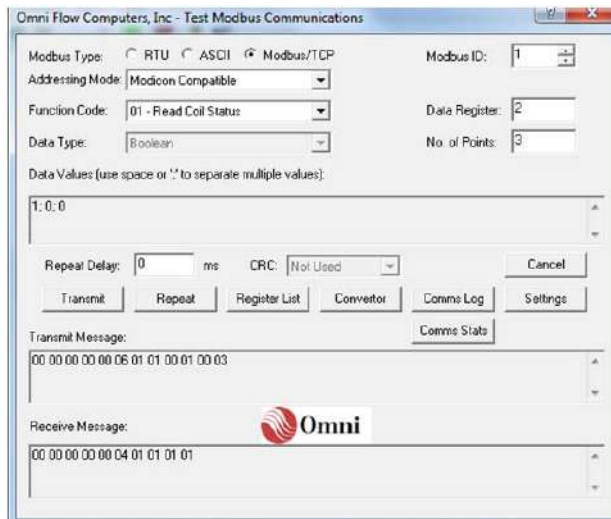 Omni Flow Computers, Inc - Test Modbus Communications
Modbus Type: RTU ASCII Modbus/TCP Modbus ID: 1
Addressing Mode: Modicon Compatible
Function Code: 01 - Read Coil Status Data Register: 2
Data Type: Boolean No. of Points: 3
Data Values (use space or ';' to separate multiple values):
1; 0; 0
Repeat Delay: 0 ms CRC: Not Used Cancel
Transmit Repeat Register List Convertor Comms Log Settings
Comms Stats
Transmit Message:
00 00 00 00 00 06 01 01 00 01 00 03
Omni
Receive Message:
00 00 00 00 00 04 01 01 01 01